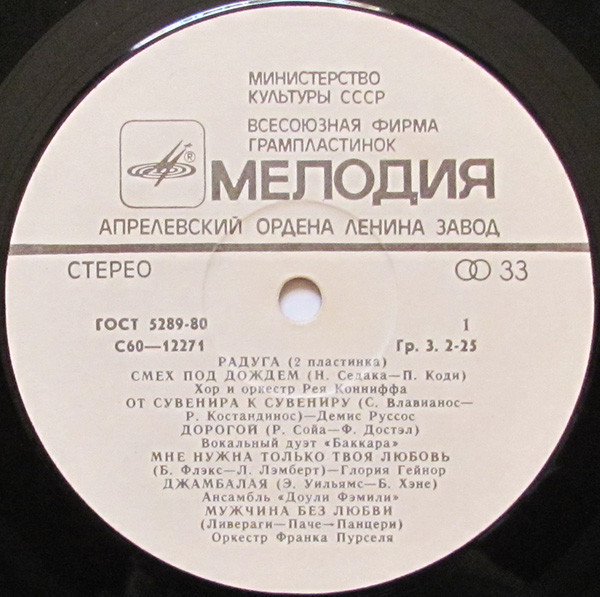 МИНИСТЕРСТВО
КУЛЬТУРЫ СССР
ВСЕСОЮЗНАЯ ФИРМА
ГРАМПЛАСТИНОК
® МЕЛОДИЯ
АПРЕЛЕВСКИЙ ОРДЕНА ЛЕНИНА ЗАВОД
СТЕРЕО 33
ГОСТ 5289-80 1
С60—12271 Гр. 3. 2-25
РАДУГА (2 пластинка)
СМЕХ ПОД ДОЖДЕМ (Н. Седака—П. Коди)
Хор и оркестр Рея Конниффа
ОТ СУВЕНИРА К СУВЕНИРУ (С. Влавианос—
Р. Костандинос)—Демис Руссос
ДОРОГОЙ (Р. Сойа—Ф. Достэл)
Вокальный дуэт «Баккара»
МНЕ НУЖНА ТОЛЬКО ТВОЯ ЛЮБОВЬ
(Б. Флэкс—Л. Лэмберт)—Глория Гейнор
ДЖАМБАЛАЯ (Э. Уильямс—Б. Хэне)
Ансамбль «Доули Фэмили»
МУЖЧИНА БЕЗ ЛЮБВИ
(Ливераги—Паче—Панцери)
Оркестр Франка Пурселя